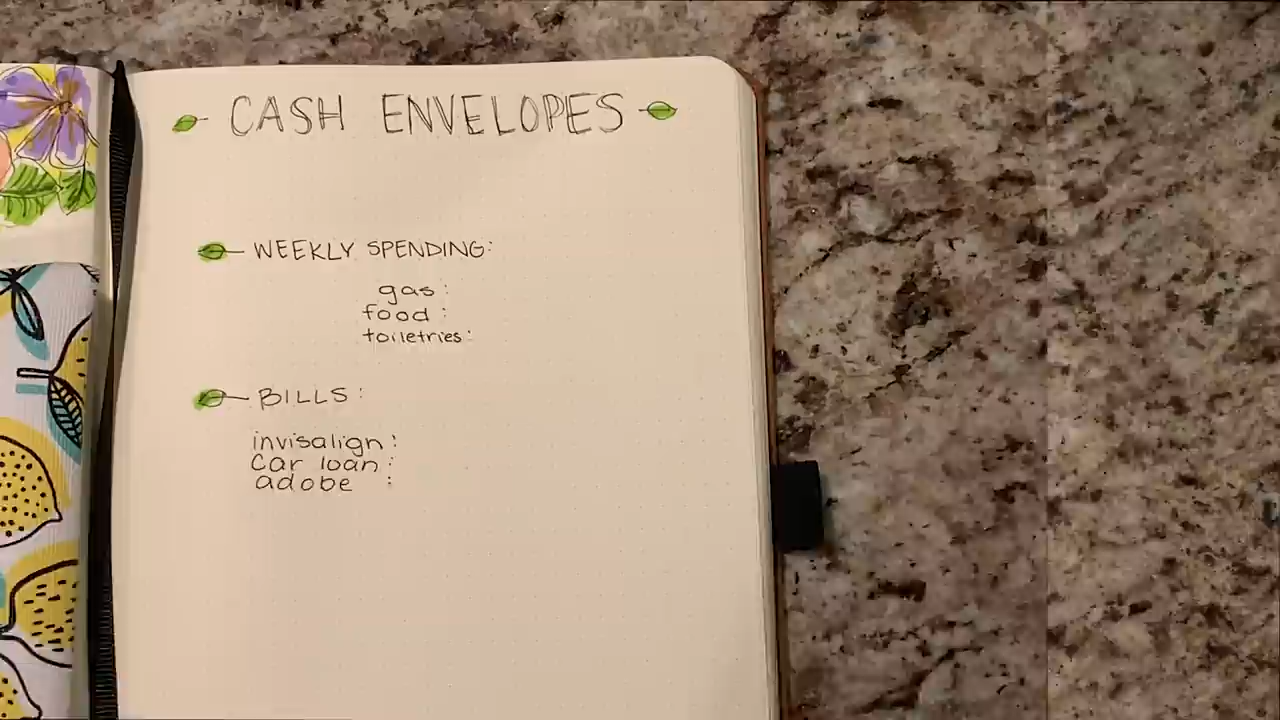 CASH ENVELOPES
WEEKLY SPENDING:
gas:
food:
toiletries:
BILLS:
invisalign:
car loan:
adobe :